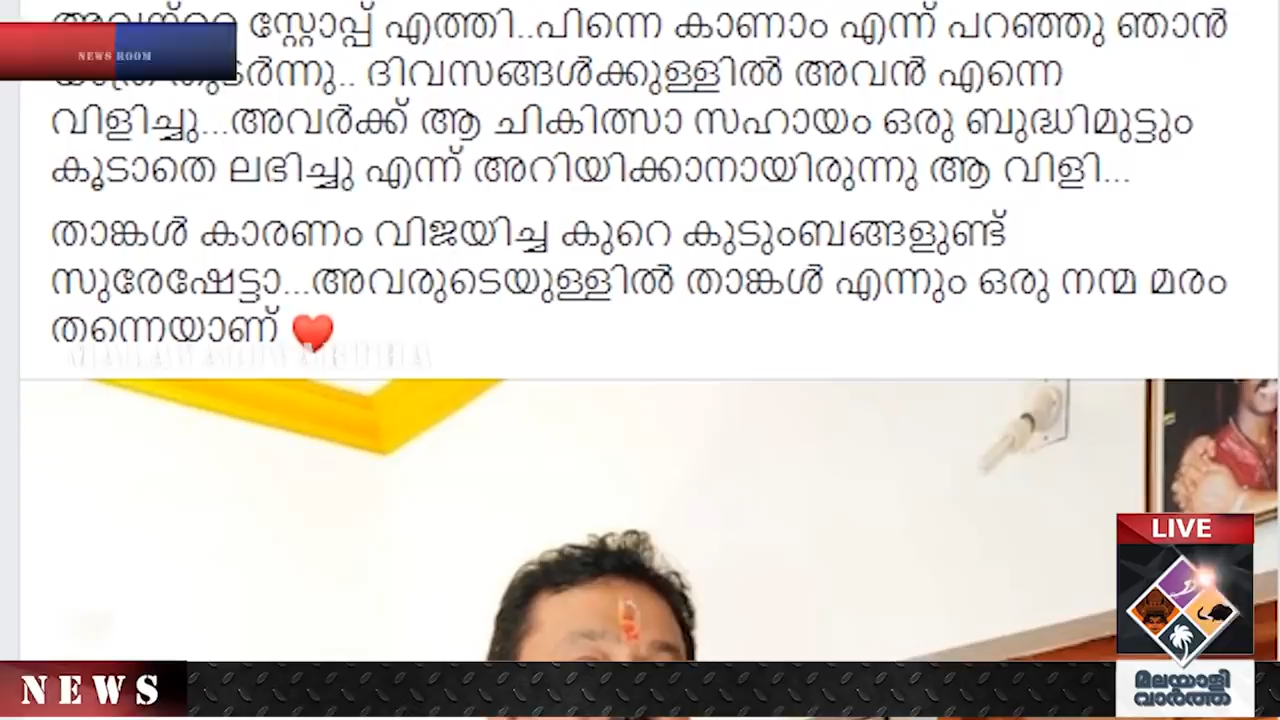 സ്റ്റോപ്പ് എത്തി..പിന്നെ കാണാം എന്ന് പറഞ്ഞു ഞാൻ
NEWS ROOM
ദിവസങ്ങൾക്കുള്ളിൽ അവൻ എന്നെ
വിളിച്ചു...അവർക്ക് ആ ചികിത്സാ സഹായം ഒരു ബുദ്ധിമുട്ടും
കൂടാതെ ലഭിച്ചു എന്ന് അറിയിക്കാനായിരുന്നു ആ വിളി...
താങ്കൾ കാരണം വിജയിച്ച കുറെ കുടുംബങ്ങളുണ്ട്
സുരേഷേട്ടാ...അവരുടെയുള്ളിൽ താങ്കൾ എന്നും ഒരു നന്മ മരം
തന്നെയാണ് ♥
LIVE
NEWS
മലയാളി
വാർത്ത